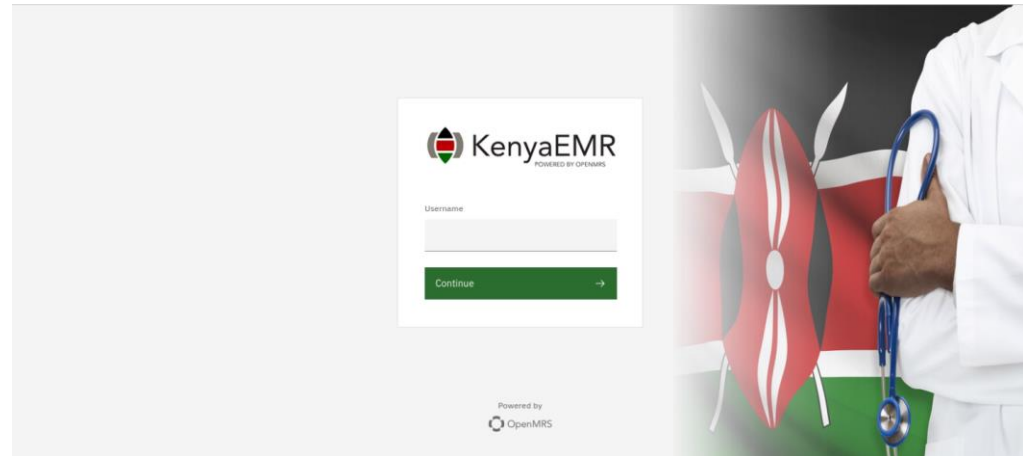 KenyaEMR
POWERED BY OPENMRS
Username
Continue
Powered by
OpenMRS